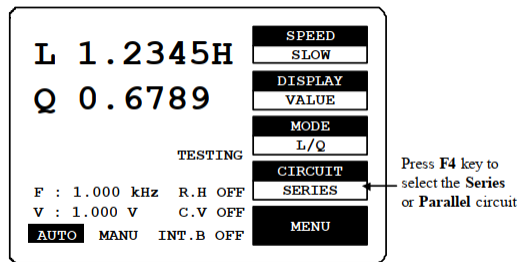 L 1.2345H
Q 0.6789
TESTING
F : 1.000 kHz R.H OFF
V : 1.000 V C.V OFF
AUTO MANU INT.B OFF
SPEED
SLOW
DISPLAY
VALUE
MODE
L/Q
CIRCUIT
SERIES
MENU
Press F4 key to
select the Series
or Parallel circuit